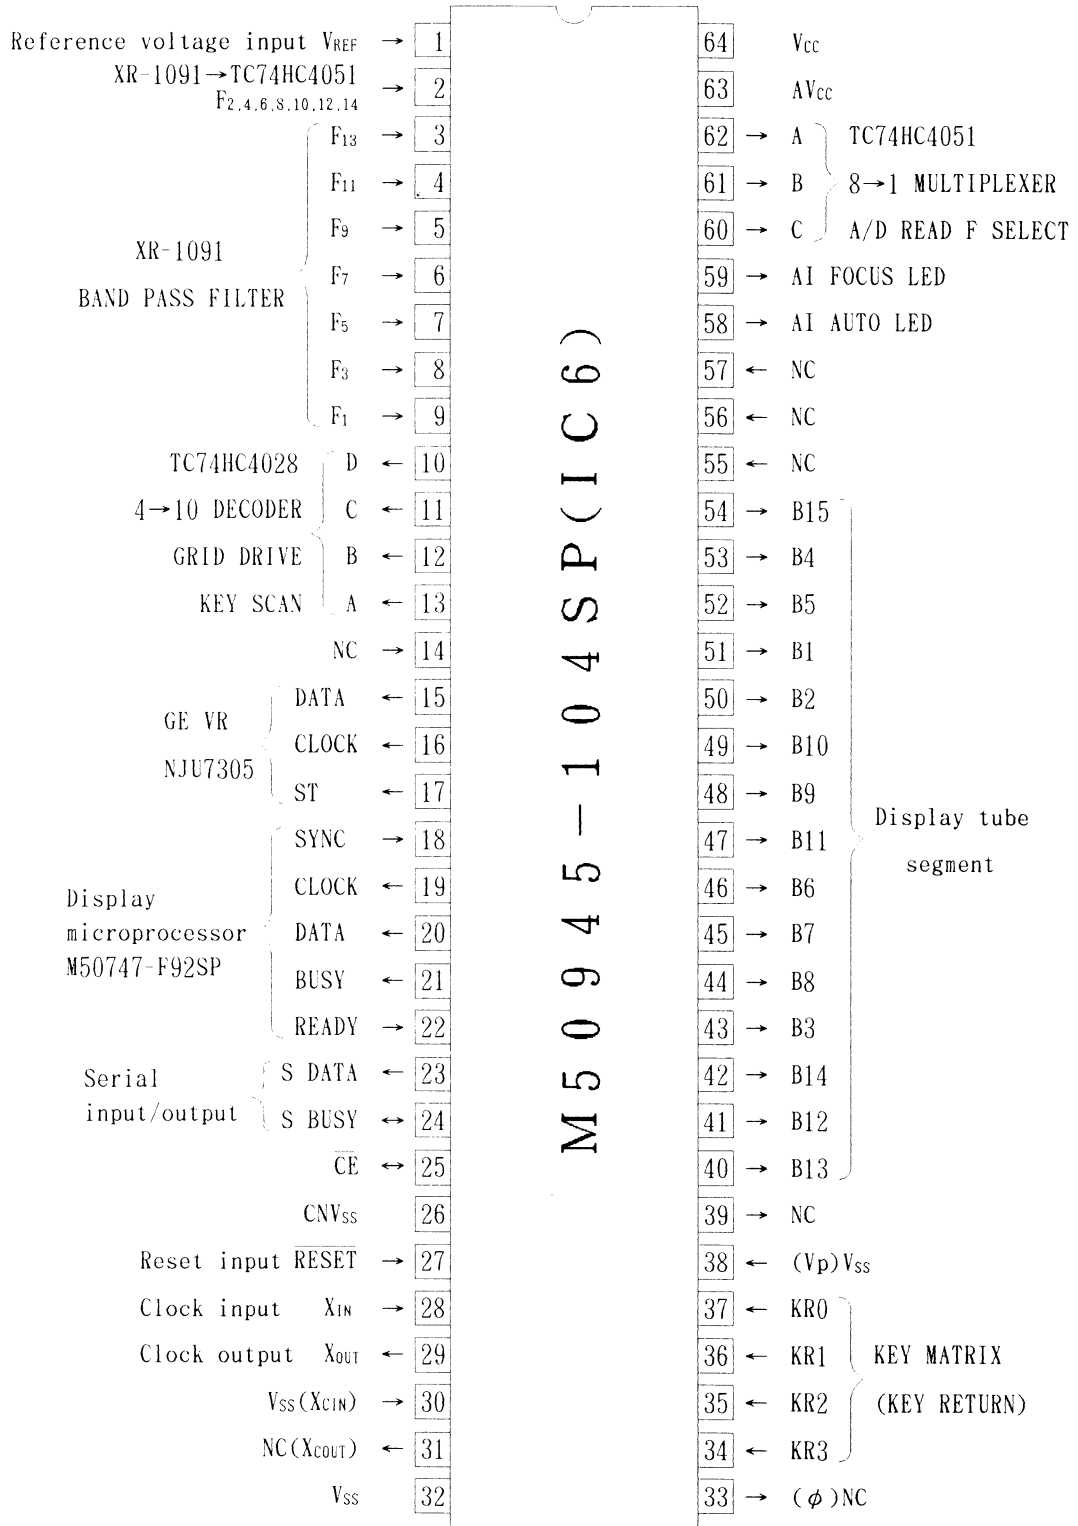 Reference voltage input VREF → 1
XR-1091→TC74HC4051
F2,4,6,8,10,12,14 → 2
F13 → 3
F11 → 4
F9 → 5
XR-1091
BAND PASS FILTER
F7 → 6
F5 → 7
F3 → 8
F1 → 9
TC74HC4028 D ← 10
4→10 DECODER C ← 11
GRID DRIVE B ← 12
KEY SCAN A ← 13
NC → 14
GE VR
NJU7305
DATA ← 15
CLOCK ← 16
ST ← 17
SYNC → 18
CLOCK ← 19
Display
microprocessor
M50747-F92SP
DATA ← 20
BUSY ← 21
READY → 22
Serial
input/output
S DATA ← 23
S BUSY ↔ 24
C̅E̅ ↔ 25
CNVSS 26
Reset input R̅E̅S̅E̅T̅ → 27
Clock input XIN → 28
Clock output XOUT ← 29
VSS(XCIN) → 30
NC(XCOUT) ← 31
VSS 32
M50945-104SP(IC6)
64 VCC
63 AVCC
62 → A TC74HC4051
61 → B 8→1 MULTIPLEXER
60 → C A/D READ F SELECT
59 → AI FOCUS LED
58 → AI AUTO LED
57 ← NC
56 ← NC
55 ← NC
54 → B15
53 → B4
52 → B5
51 → B1
50 → B2
49 → B10
48 → B9
Display tube
segment
47 → B11
46 → B6
45 → B7
44 → B8
43 → B3
42 → B14
41 → B12
40 → B13
39 → NC
38 ← (Vp)VSS
37 ← KR0
36 ← KR1 KEY MATRIX
35 ← KR2 (KEY RETURN)
34 ← KR3
33 → (φ)NC